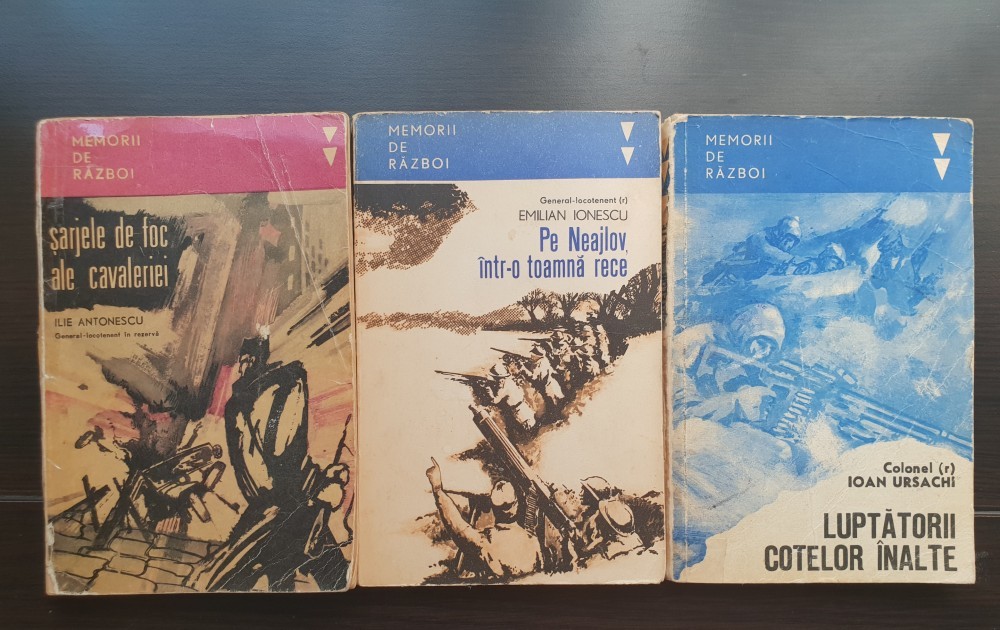 MEMORII
DE
RĂZBOI
șarjele de foc
ale cavaleriei
ILIE ANTONESCU
General-locotenent în rezervă
MEMORII
DE
RĂZBOI
General-locotenent (r)
EMILIAN IONESCU
Pe Neajlov,
într-o toamnă rece
MEMORII
DE
RĂZBOI
Colonel (r)
IOAN URSACHI
LUPTĂTORII
COTELOR ÎNALTE